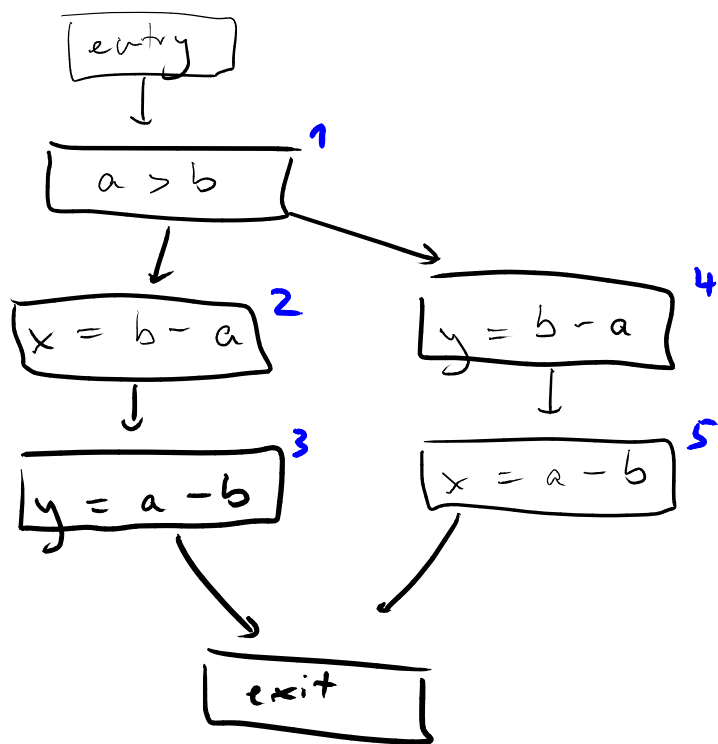 entry
1
a > b
2
x = b - a
4
y = b - a
3
y = a - b
5
x = a - b
exit